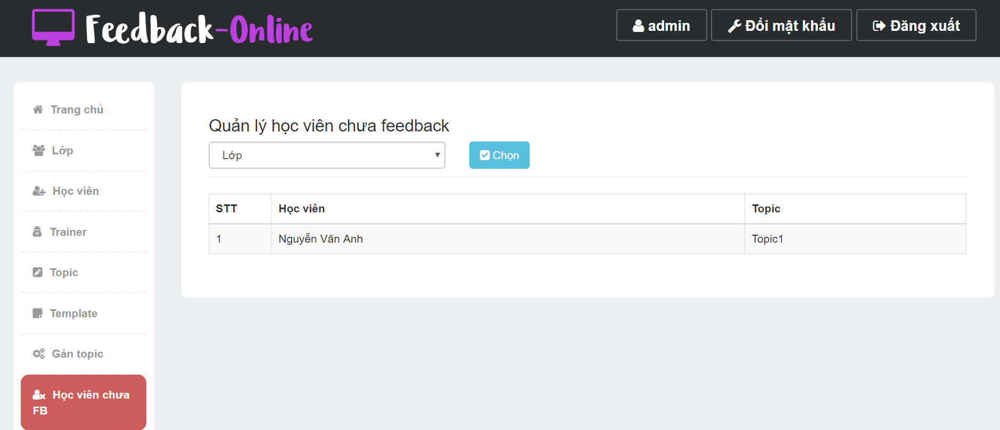 Feedback-Online
admin
Đổi mật khẩu
Đăng xuất
Trang chủ
Lớp
Học viên
Trainer
Topic
Template
Gán topic
Học viên chưa
FB
Quản lý học viên chưa feedback
Lớp
Chọn
STT Học viên Topic
1 Nguyễn Văn Anh Topic1